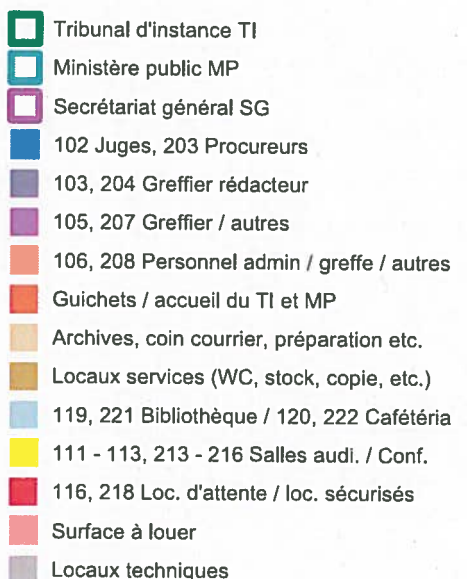 Tribunal d'instance TI
Ministère public MP
Secrétariat général SG
102 Juges, 203 Procureurs
103, 204 Greffier rédacteur
105, 207 Greffier / autres
106, 208 Personnel admin / greffe / autres
Guichets / accueil du TI et MP
Archives, coin courrier, préparation etc.
Locaux services (WC, stock, copie, etc.)
119, 221 Bibliothèque / 120, 222 Cafétéria
111 - 113, 213 - 216 Salles audi. / Conf.
116, 218 Loc. d'attente / loc. sécurisés
Surface à louer
Locaux techniques